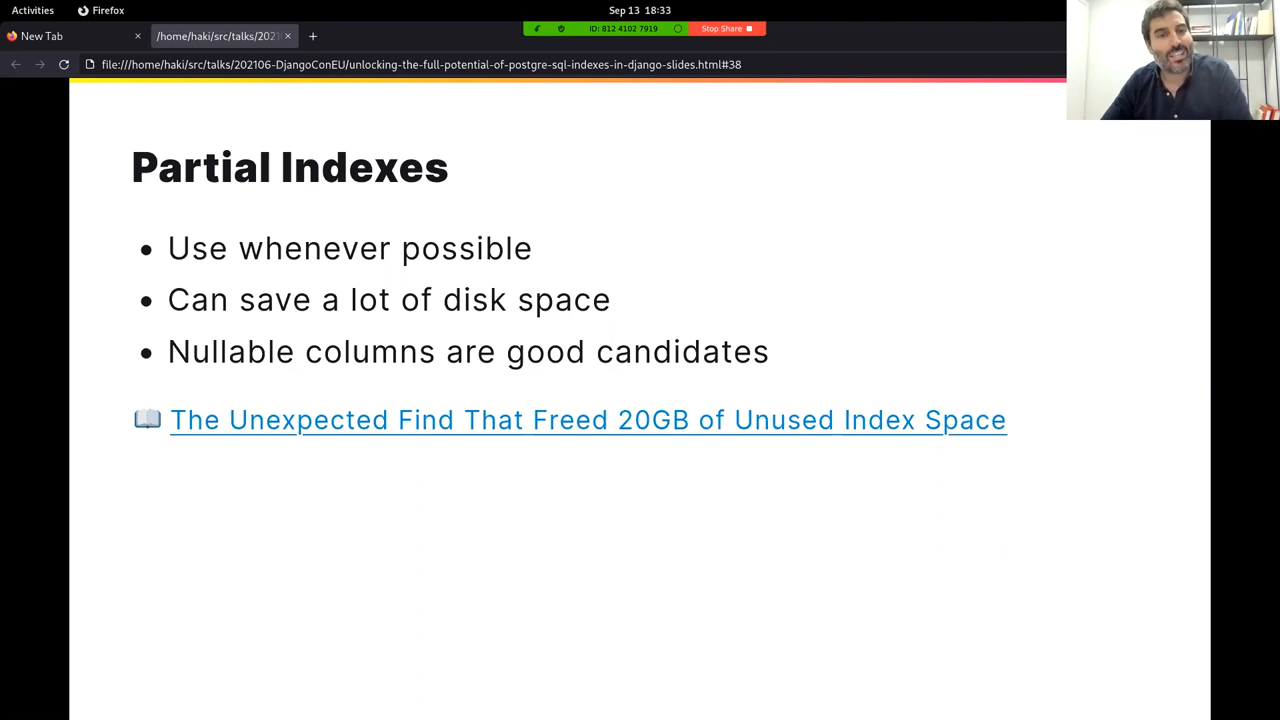 Activities
Firefox
Sep 13 18:33
New Tab
/home/haki/src/talks/2021
ID: 812 4102 7919
Stop Share
file:///home/haki/src/talks/202106-DjangoConEU/unlocking-the-full-potential-of-postgre-sql-indexes-in-django-slides.html#38
Partial Indexes
• Use whenever possible
• Can save a lot of disk space
• Nullable columns are good candidates
The Unexpected Find That Freed 20GB of Unused Index Space